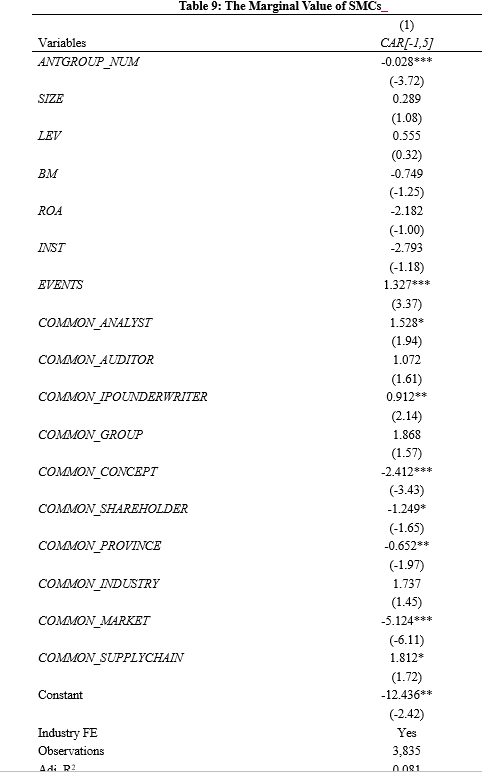 Table 9: The Marginal Value of SMCs_
(1)
Variables CAR[-1,5]
ANTGROUP_NUM -0.028***
(-3.72)
SIZE 0.289
(1.08)
LEV 0.555
(0.32)
BM -0.749
(-1.25)
ROA -2.182
(-1.00)
INST -2.793
(-1.18)
EVENTS 1.327***
(3.37)
COMMON_ANALYST 1.528*
(1.94)
COMMON_AUDITOR 1.072
(1.61)
COMMON_IPOUNDERWRITER 0.912**
(2.14)
COMMON_GROUP 1.868
(1.57)
COMMON_CONCEPT -2.412***
(-3.43)
COMMON_SHAREHOLDER -1.249*
(-1.65)
COMMON_PROVINCE -0.652**
(-1.97)
COMMON_INDUSTRY 1.737
(1.45)
COMMON_MARKET -5.124***
(-6.11)
COMMON_SUPPLYCHAIN 1.812*
(1.72)
Constant -12.436**
(-2.42)
Industry FE Yes
Observations 3,835
Adj. R² 0.081